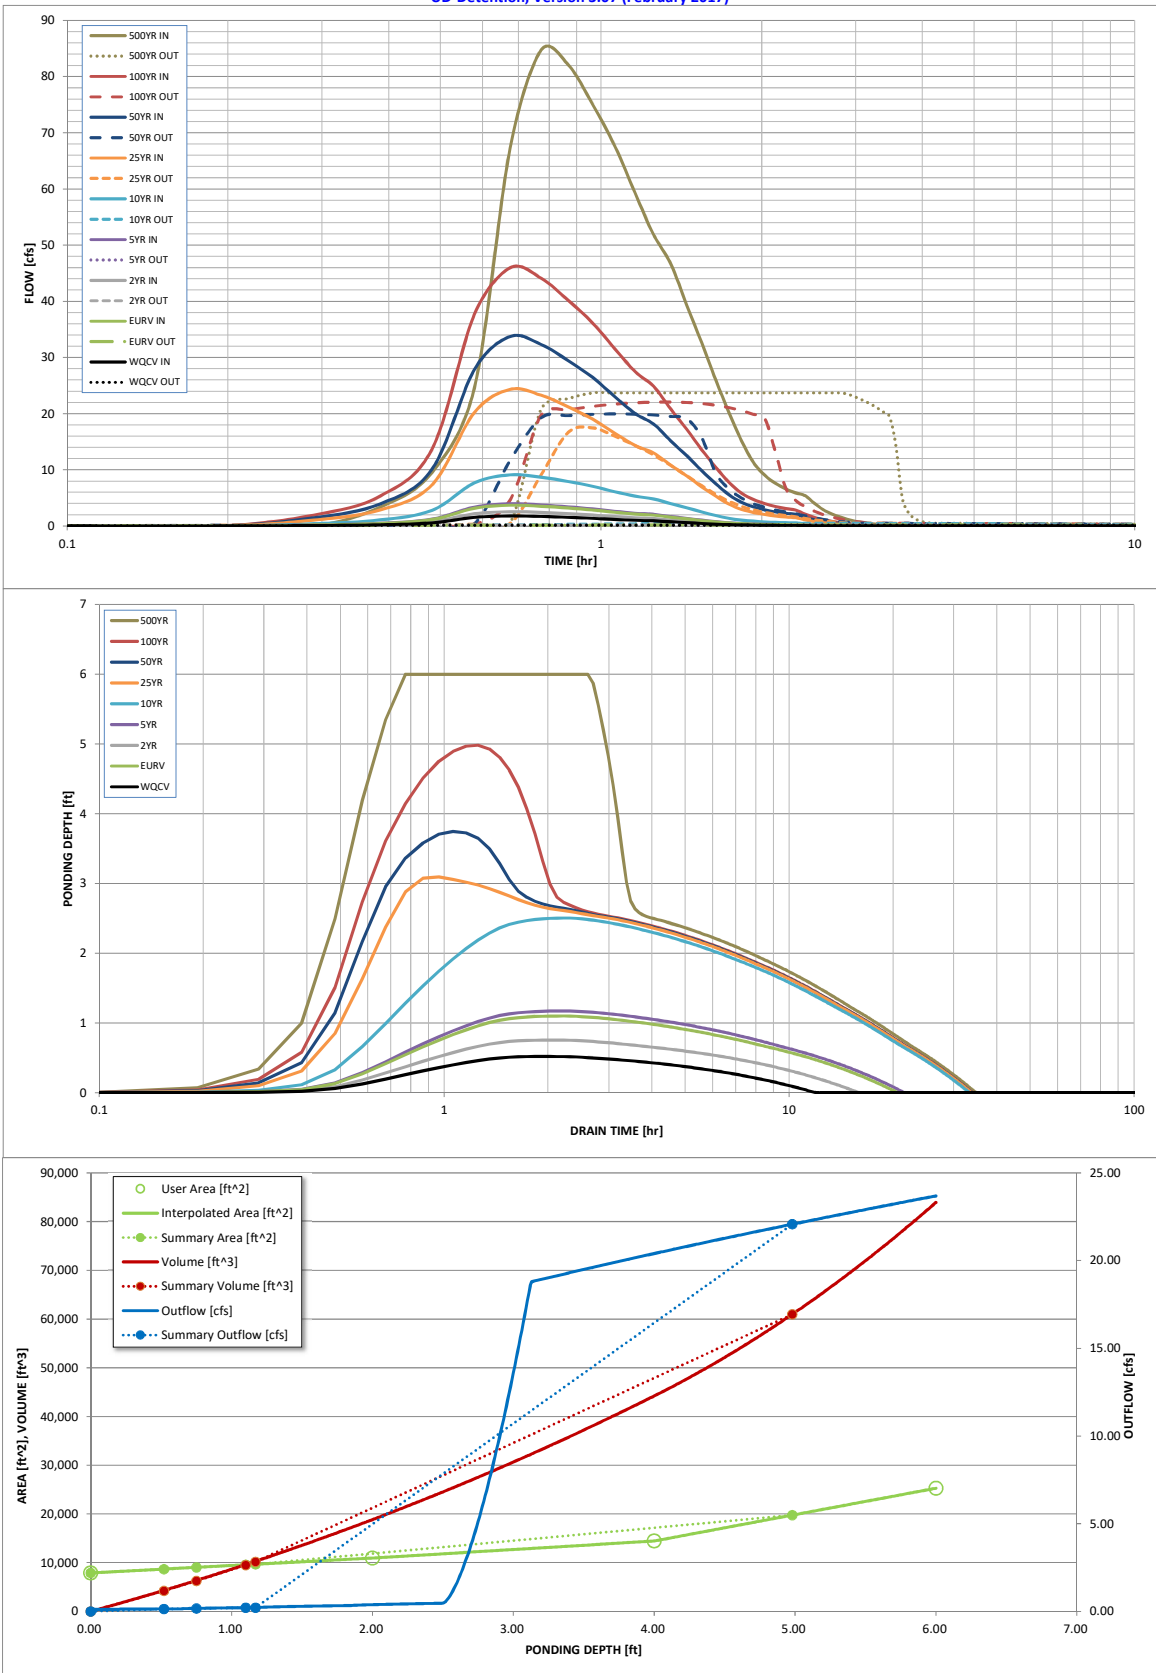 UD-Detention, Version 3.07 (February 2017)
90
80
70
60
50
40
30
20
10
0
FLOW [cfs]
500YR IN
500YR OUT
100YR IN
100YR OUT
50YR IN
50YR OUT
25YR IN
25YR OUT
10YR IN
10YR OUT
5YR IN
5YR OUT
2YR IN
2YR OUT
EURV IN
EURV OUT
WQCV IN
WQCV OUT
0.1
1
10
TIME [hr]
7
6
5
4
3
2
1
0
PONDING DEPTH [ft]
500YR
100YR
50YR
25YR
10YR
5YR
2YR
EURV
WQCV
0.1
1
10
100
DRAIN TIME [hr]
90,000
80,000
70,000
60,000
50,000
40,000
30,000
20,000
10,000
0
AREA [ft^2], VOLUME [ft^3]
User Area [ft^2]
Interpolated Area [ft^2]
Summary Area [ft^2]
Volume [ft^3]
Summary Volume [ft^3]
Outflow [cfs]
Summary Outflow [cfs]
25.00
20.00
15.00
10.00
5.00
0.00
OUTFLOW [cfs]
0.00
1.00
2.00
3.00
4.00
5.00
6.00
7.00
PONDING DEPTH [ft]